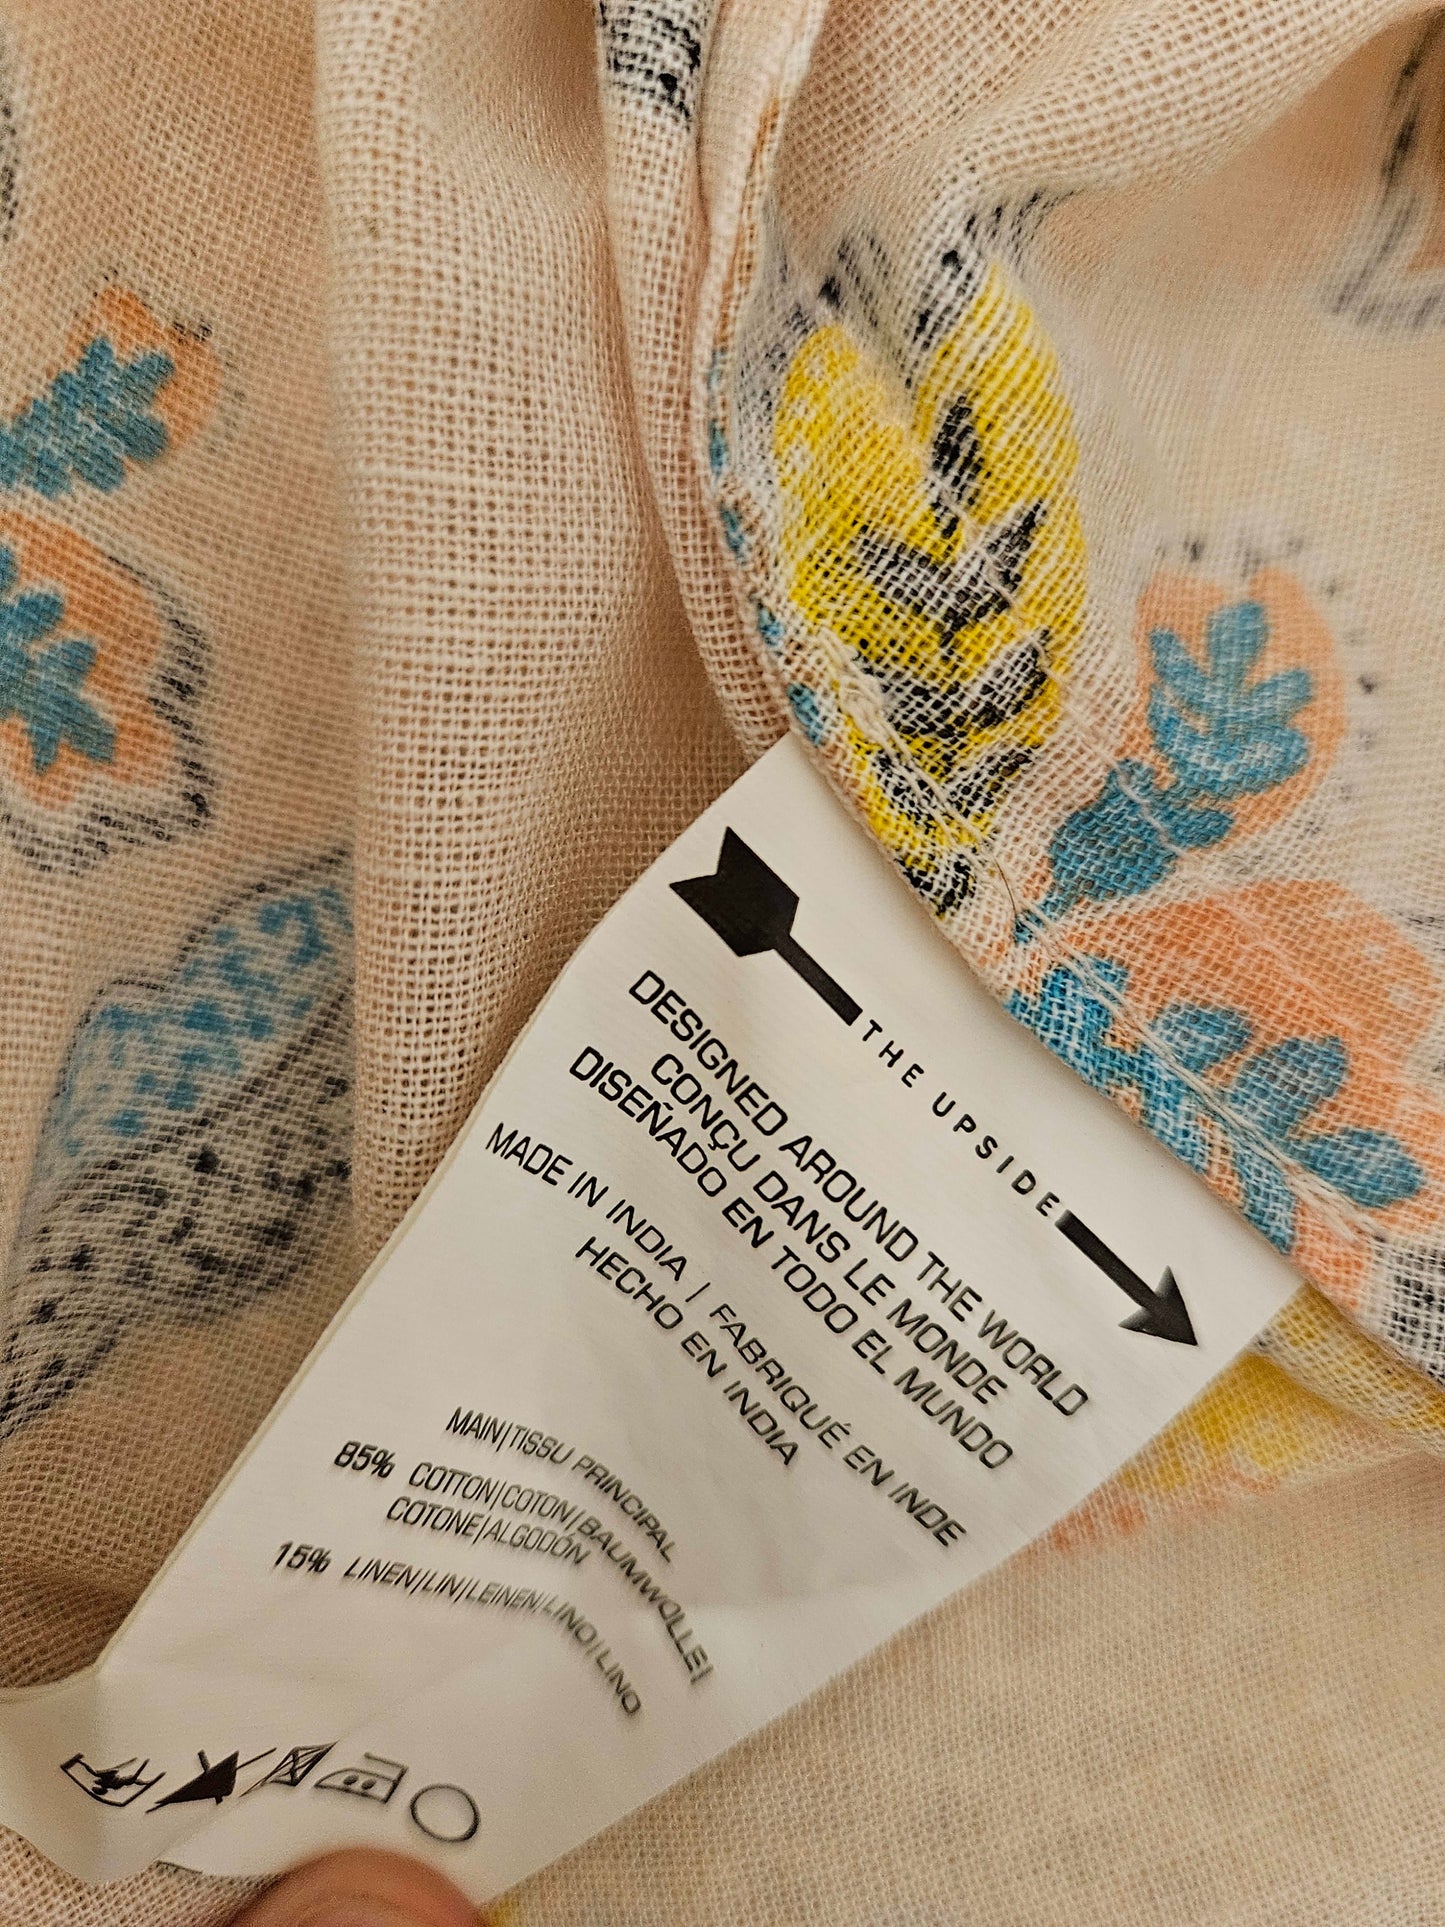 THE UPSIDE
DESIGNED AROUND THE WORLD
CONÇU DANS LE MONDE
DISEÑADO EN TODO EL MUNDO
MADE IN INDIA | FABRIQUÉ EN INDE
HECHO EN INDIA
MAIN|TISSU PRINCIPAL
85% COTTON|COTON|BAUMWOLLE|
COTONE|ALGODÓN
15% LINEN|LIN|LEINEN|LINO|LINO